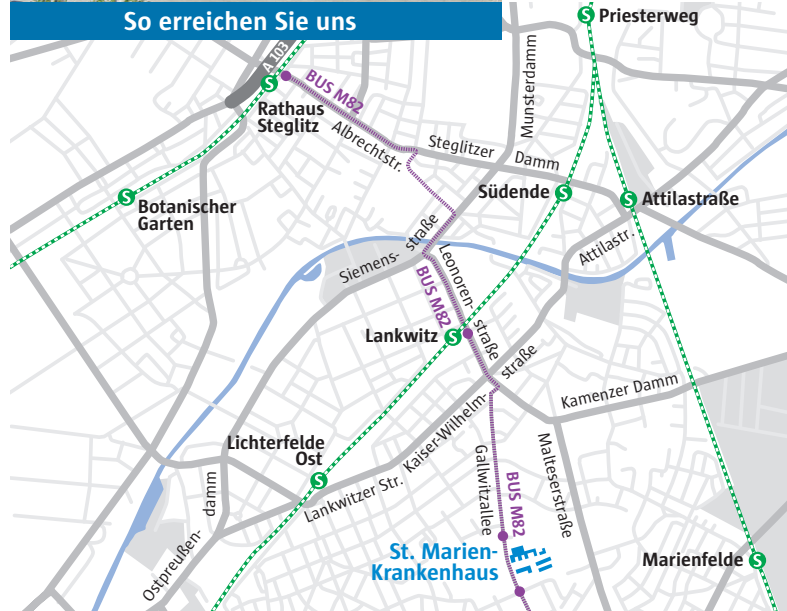 So erreichen Sie uns
Priesterweg
A 103
BUS M82
Rathaus
Steglitz
Albrechtstr.
Steglitzer Damm
Munsterdamm
Botanischer
Garten
Südende
Attilastraße
Attilastr.
Siemens-
straße
Leonoren-
straße
BUS M82
Lankwitz
Kaiser-Wilhelm-
straße
Kamenzer Damm
Lichterfelde
Ost
Lankwitzer Str.
Ostpreußen-
damm
Gallwitzallee
BUS M82
Malteserstraße
St. Marien-
Krankenhaus
Marienfelde
S
S
S
S
S
S
S
S